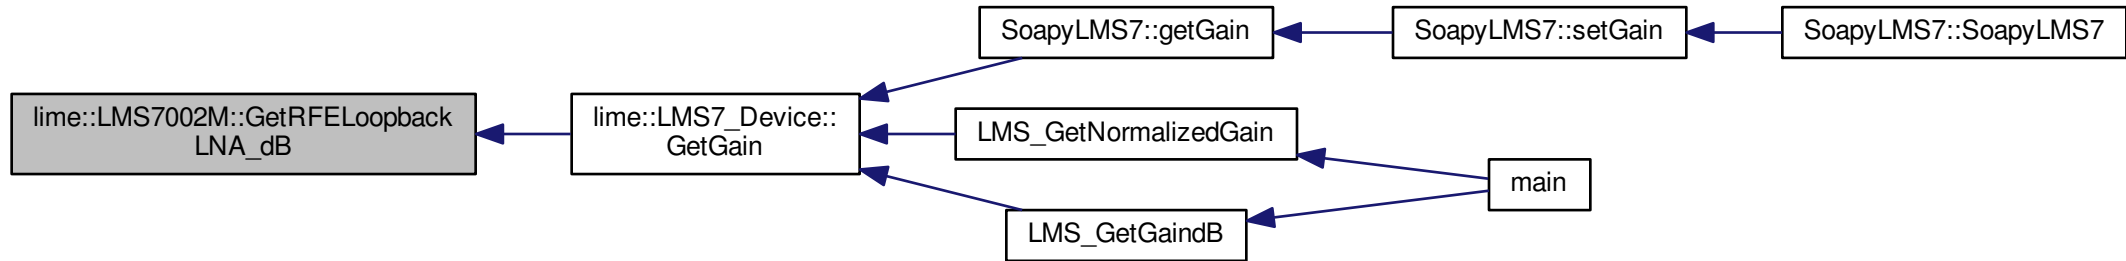 lime::LMS7002M::GetRFELoopback
LNA_dB
lime::LMS7_Device::
GetGain
SoapyLMS7::getGain
SoapyLMS7::setGain
SoapyLMS7::SoapyLMS7
LMS_GetNormalizedGain
main
LMS_GetGaindB